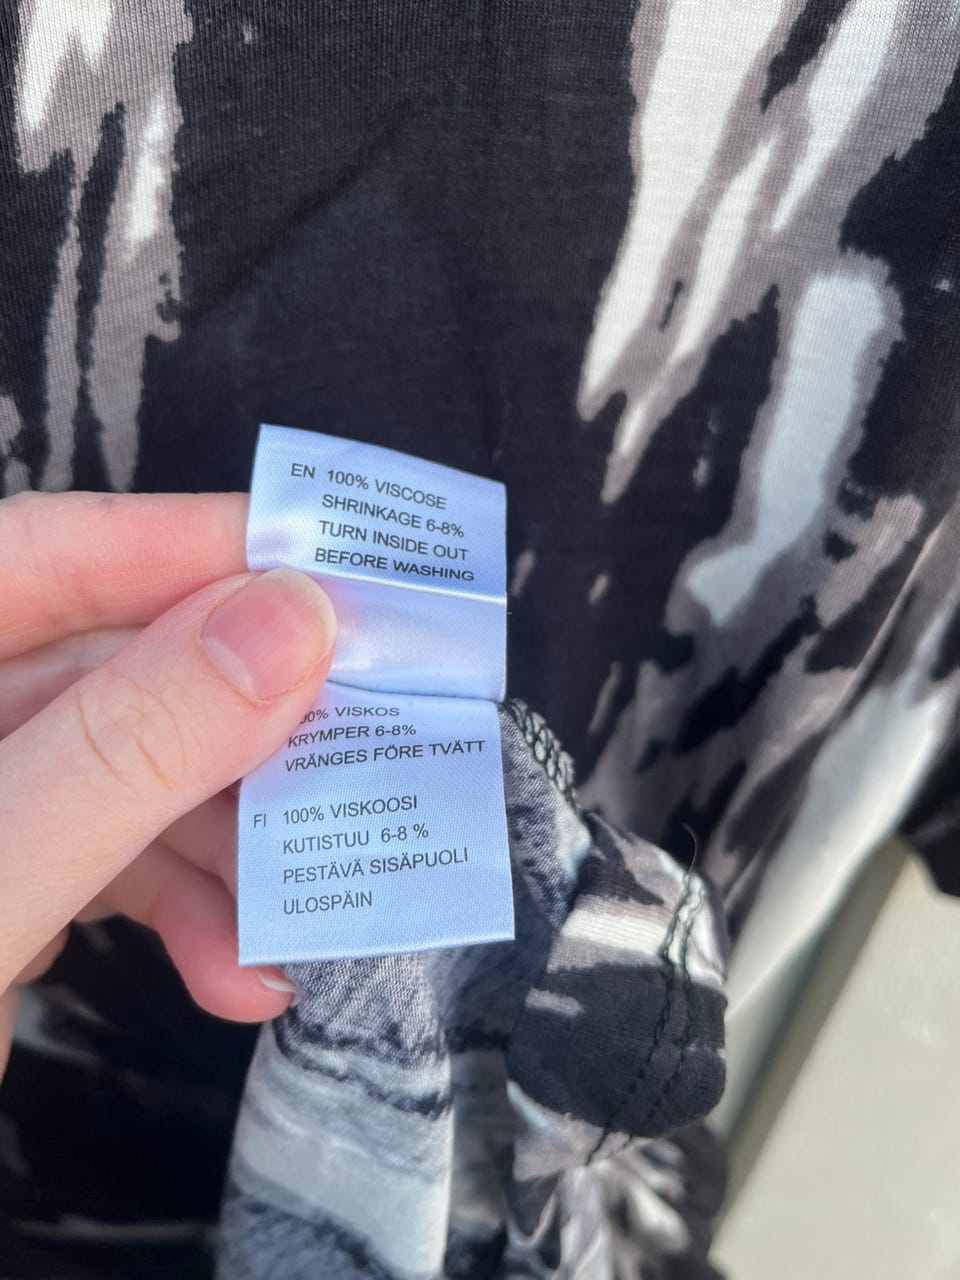 EN 100% VISCOSE
SHRINKAGE 6-8%
TURN INSIDE OUT
BEFORE WASHING
00% VISKOS
KRYMPER 6-8%
VRÄNGES FÖRE TVÄTT
FI 100% VISKOOSI
KUTISTUU 6-8 %
PESTÄVÄ SISÄPUOLI
ULOSPÄIN